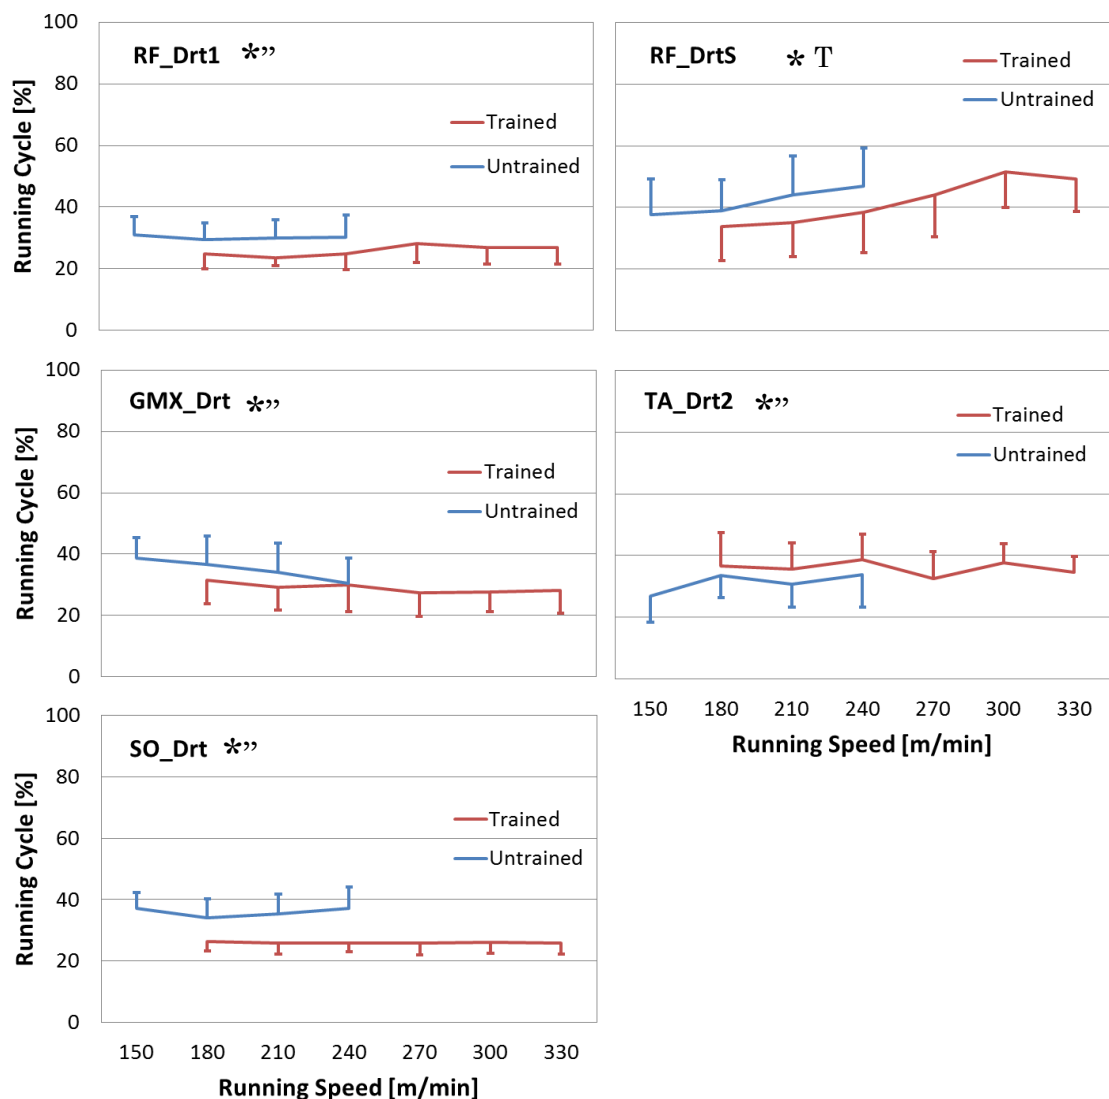 RF_Drt1 *”
Running Cycle [%]
100
80
60
40
20
0
Trained
Untrained
RF_DrtS * T
Trained
Untrained
GMX_Drt *”
Running Cycle [%]
100
80
60
40
20
0
Trained
Untrained
TA_Drt2 *”
Trained
Untrained
150 180 210 240 270 300 330
Running Speed [m/min]
SO_Drt *”
Running Cycle [%]
100
80
60
40
20
0
Trained
Untrained
150 180 210 240 270 300 330
Running Speed [m/min]